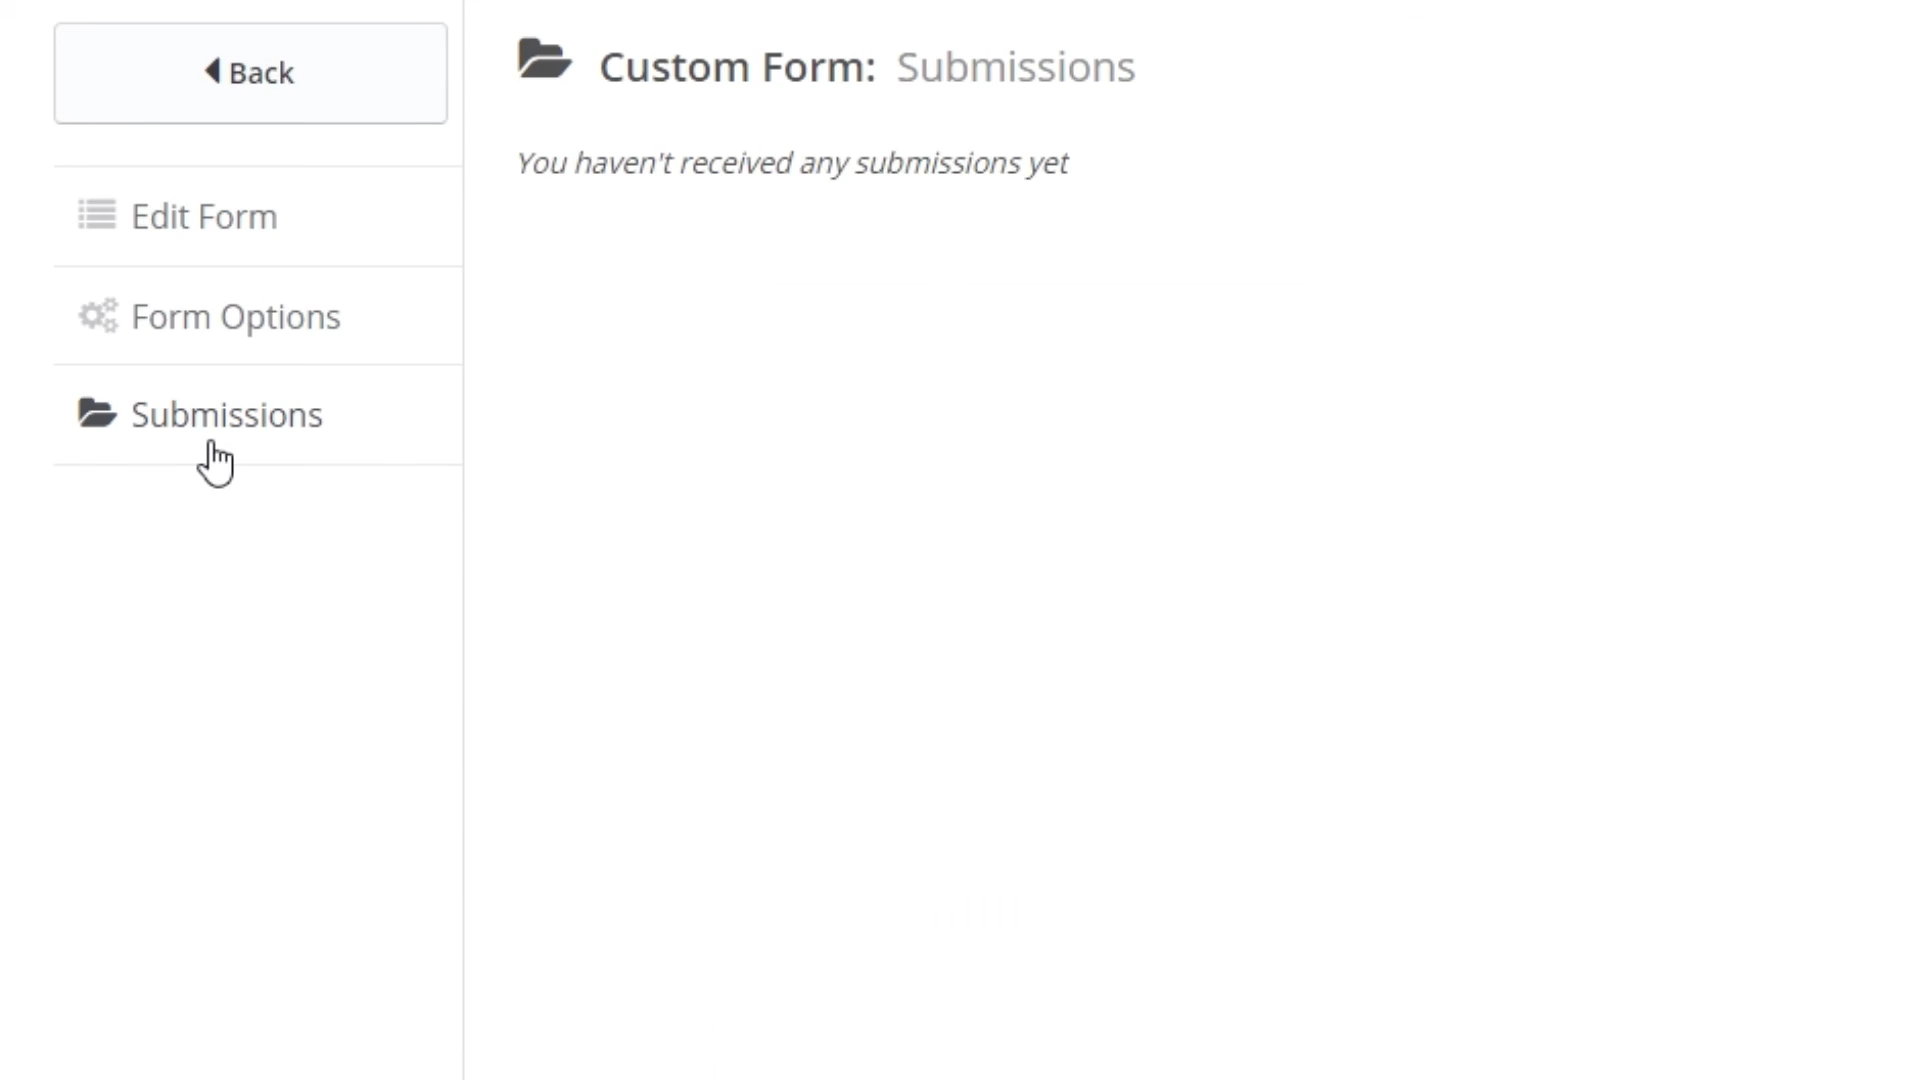 Back
Edit Form
Form Options
Submissions
Custom Form: Submissions
You haven't received any submissions yet